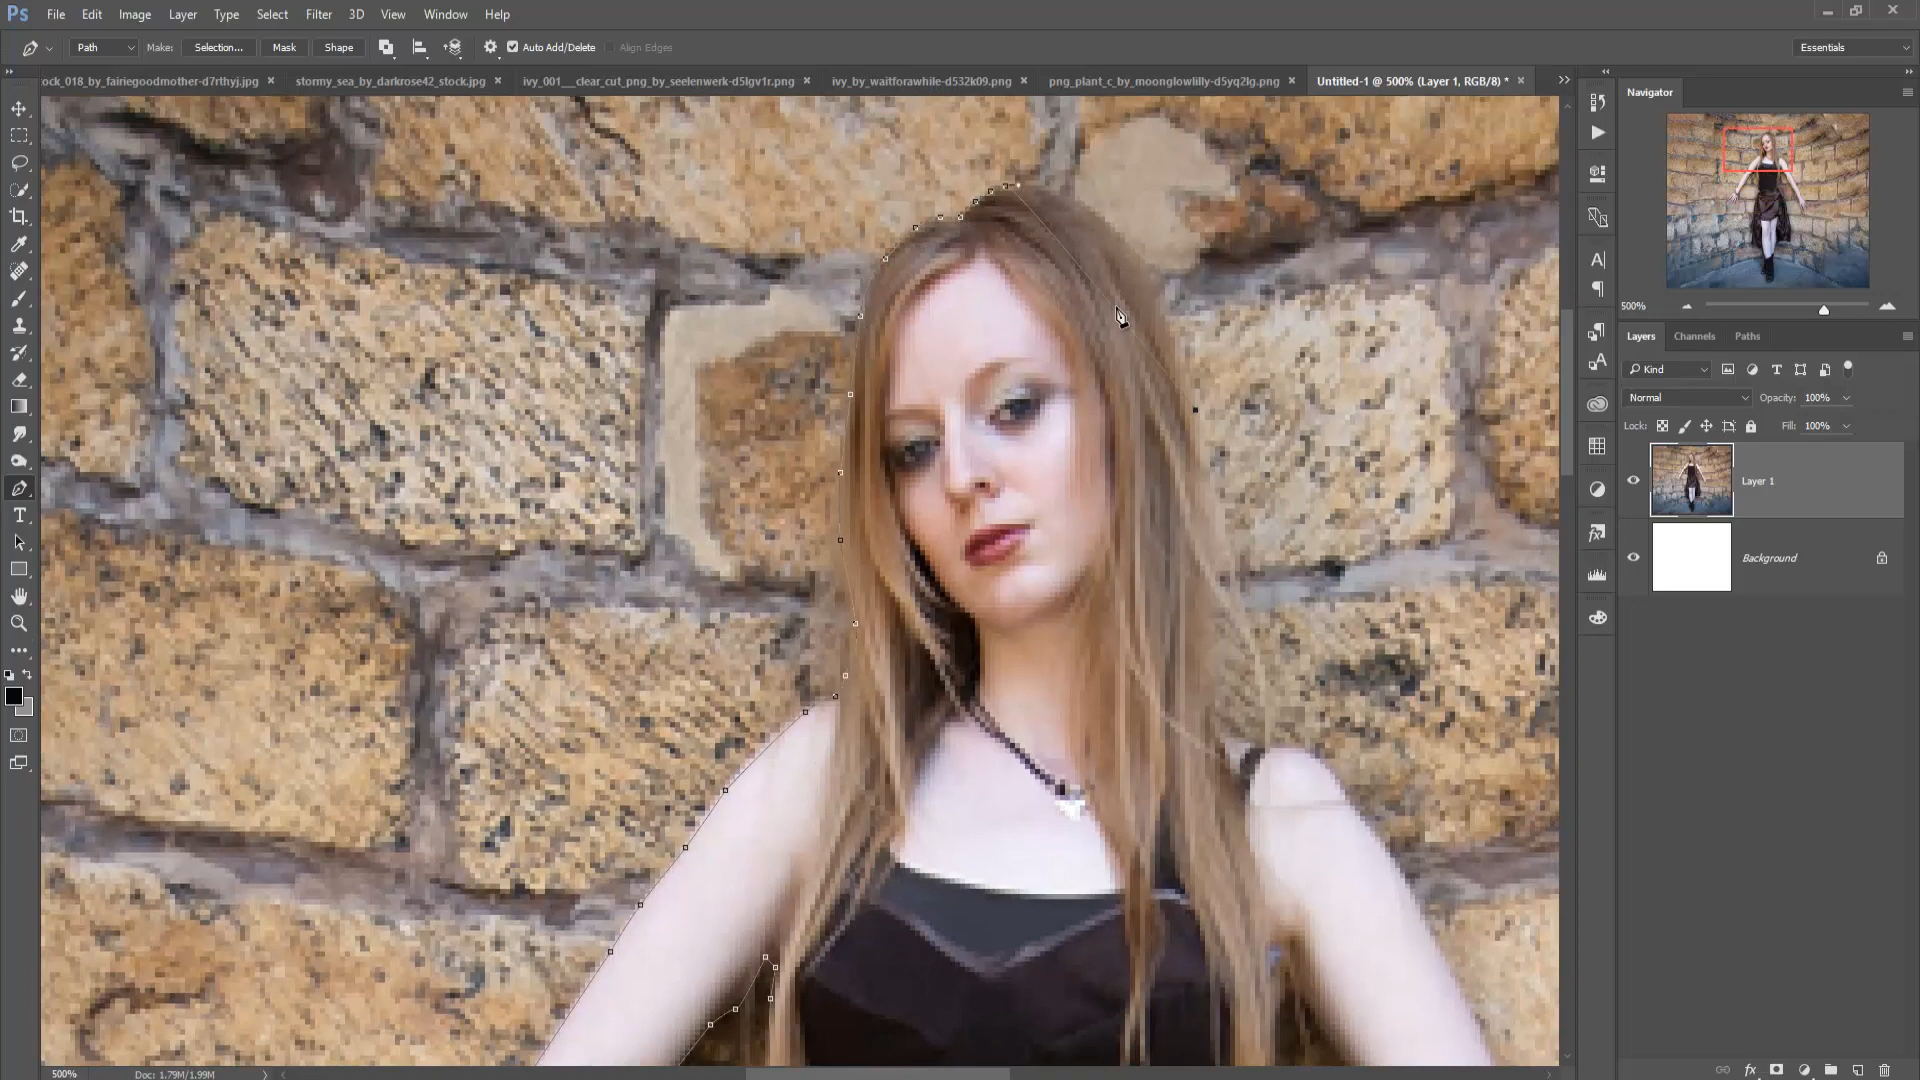 Ps File Edit Image Layer Type Select Filter 3D View Window Help
Path Make: Selection... Mask Shape Auto Add/Delete Align Edges Essentials
ock_018_by_fairiegoodmother-d7rthyj.jpg × stormy_sea_by_darkrose42_stock.jpg × ivy_001__clear_cut_png_by_seelenwerk-d5lgv1r.png × ivy_by_waitforawhile-d532k09.png × png_plant_c_by_moonglowlilly-d5yq2lg.png × Untitled-1 @ 500% (Layer 1, RGB/8) * ×
Navigator
500%
Layers Channels Paths
Kind
Normal Opacity: 100%
Lock: Fill: 100%
Layer 1
Background
500% Doc: 1.79M/1.99M